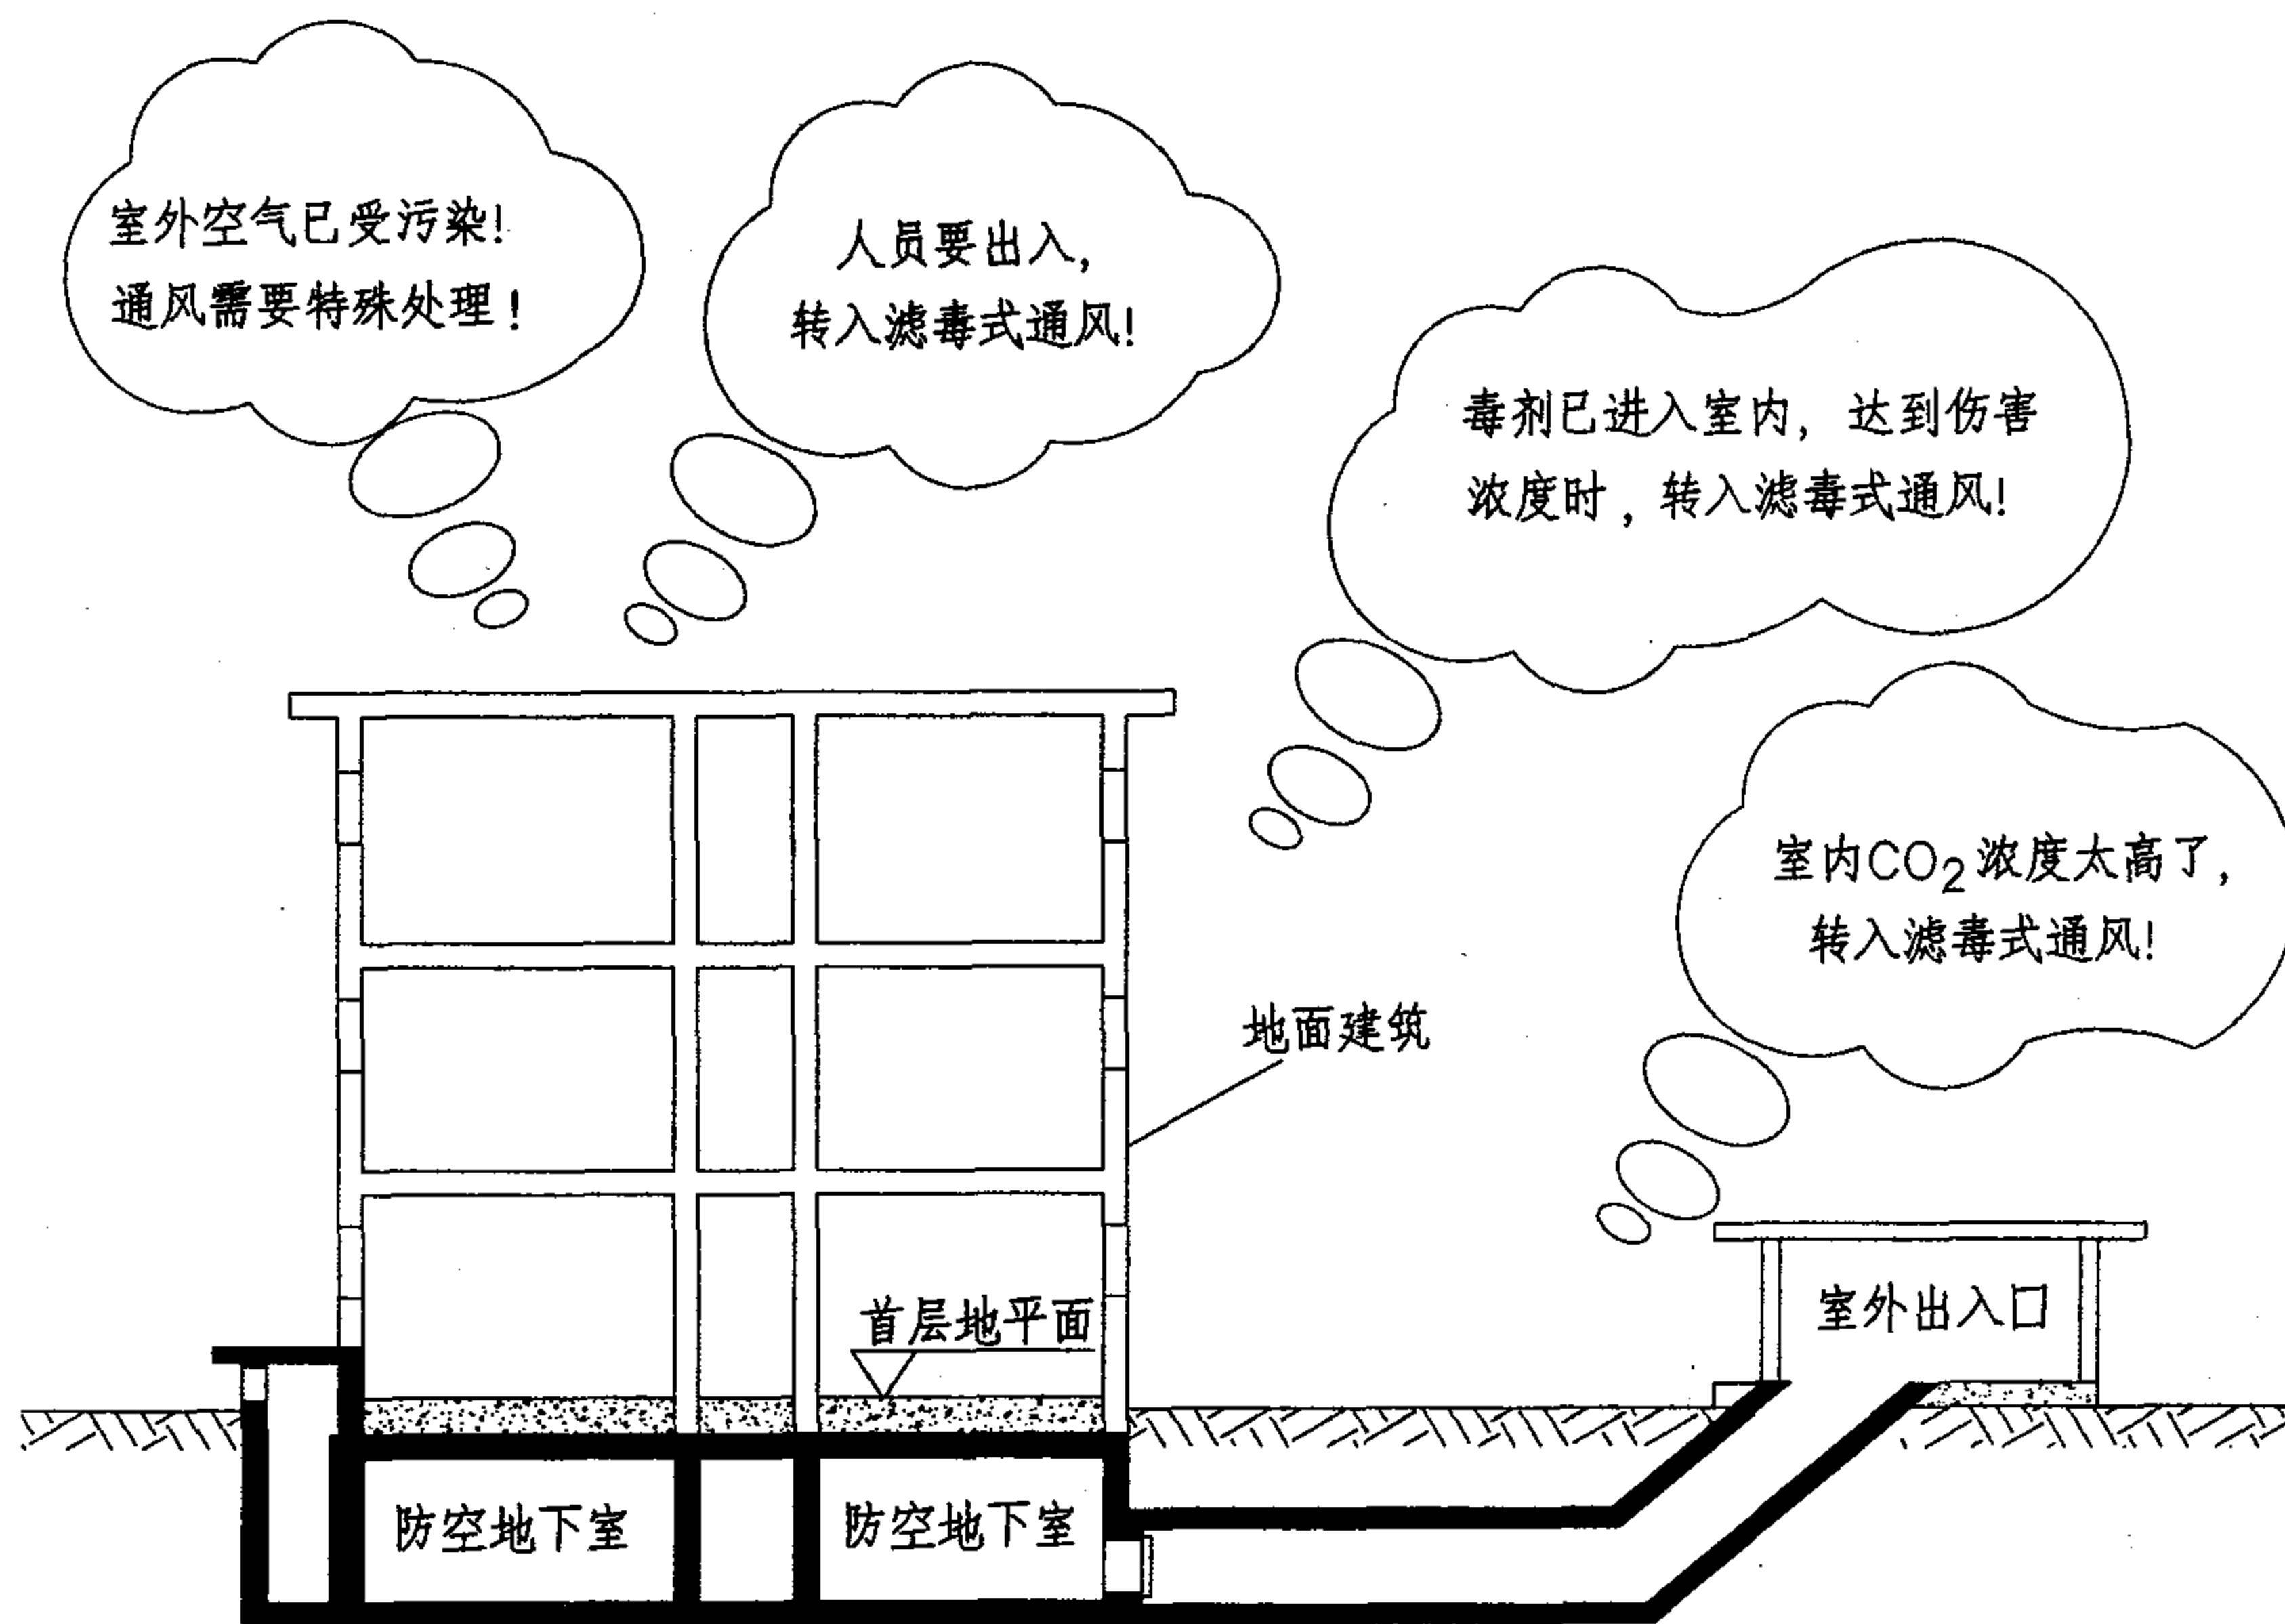 室外空气已受污染!
通风需要特殊处理!
人员要出入,
转入滤毒式通风!
毒剂已进入室内, 达到伤害
浓度时, 转入滤毒式通风!
室内CO₂浓度太高了,
转入滤毒式通风!
地面建筑
首层地平面
室外出入口
防空地下室
防空地下室